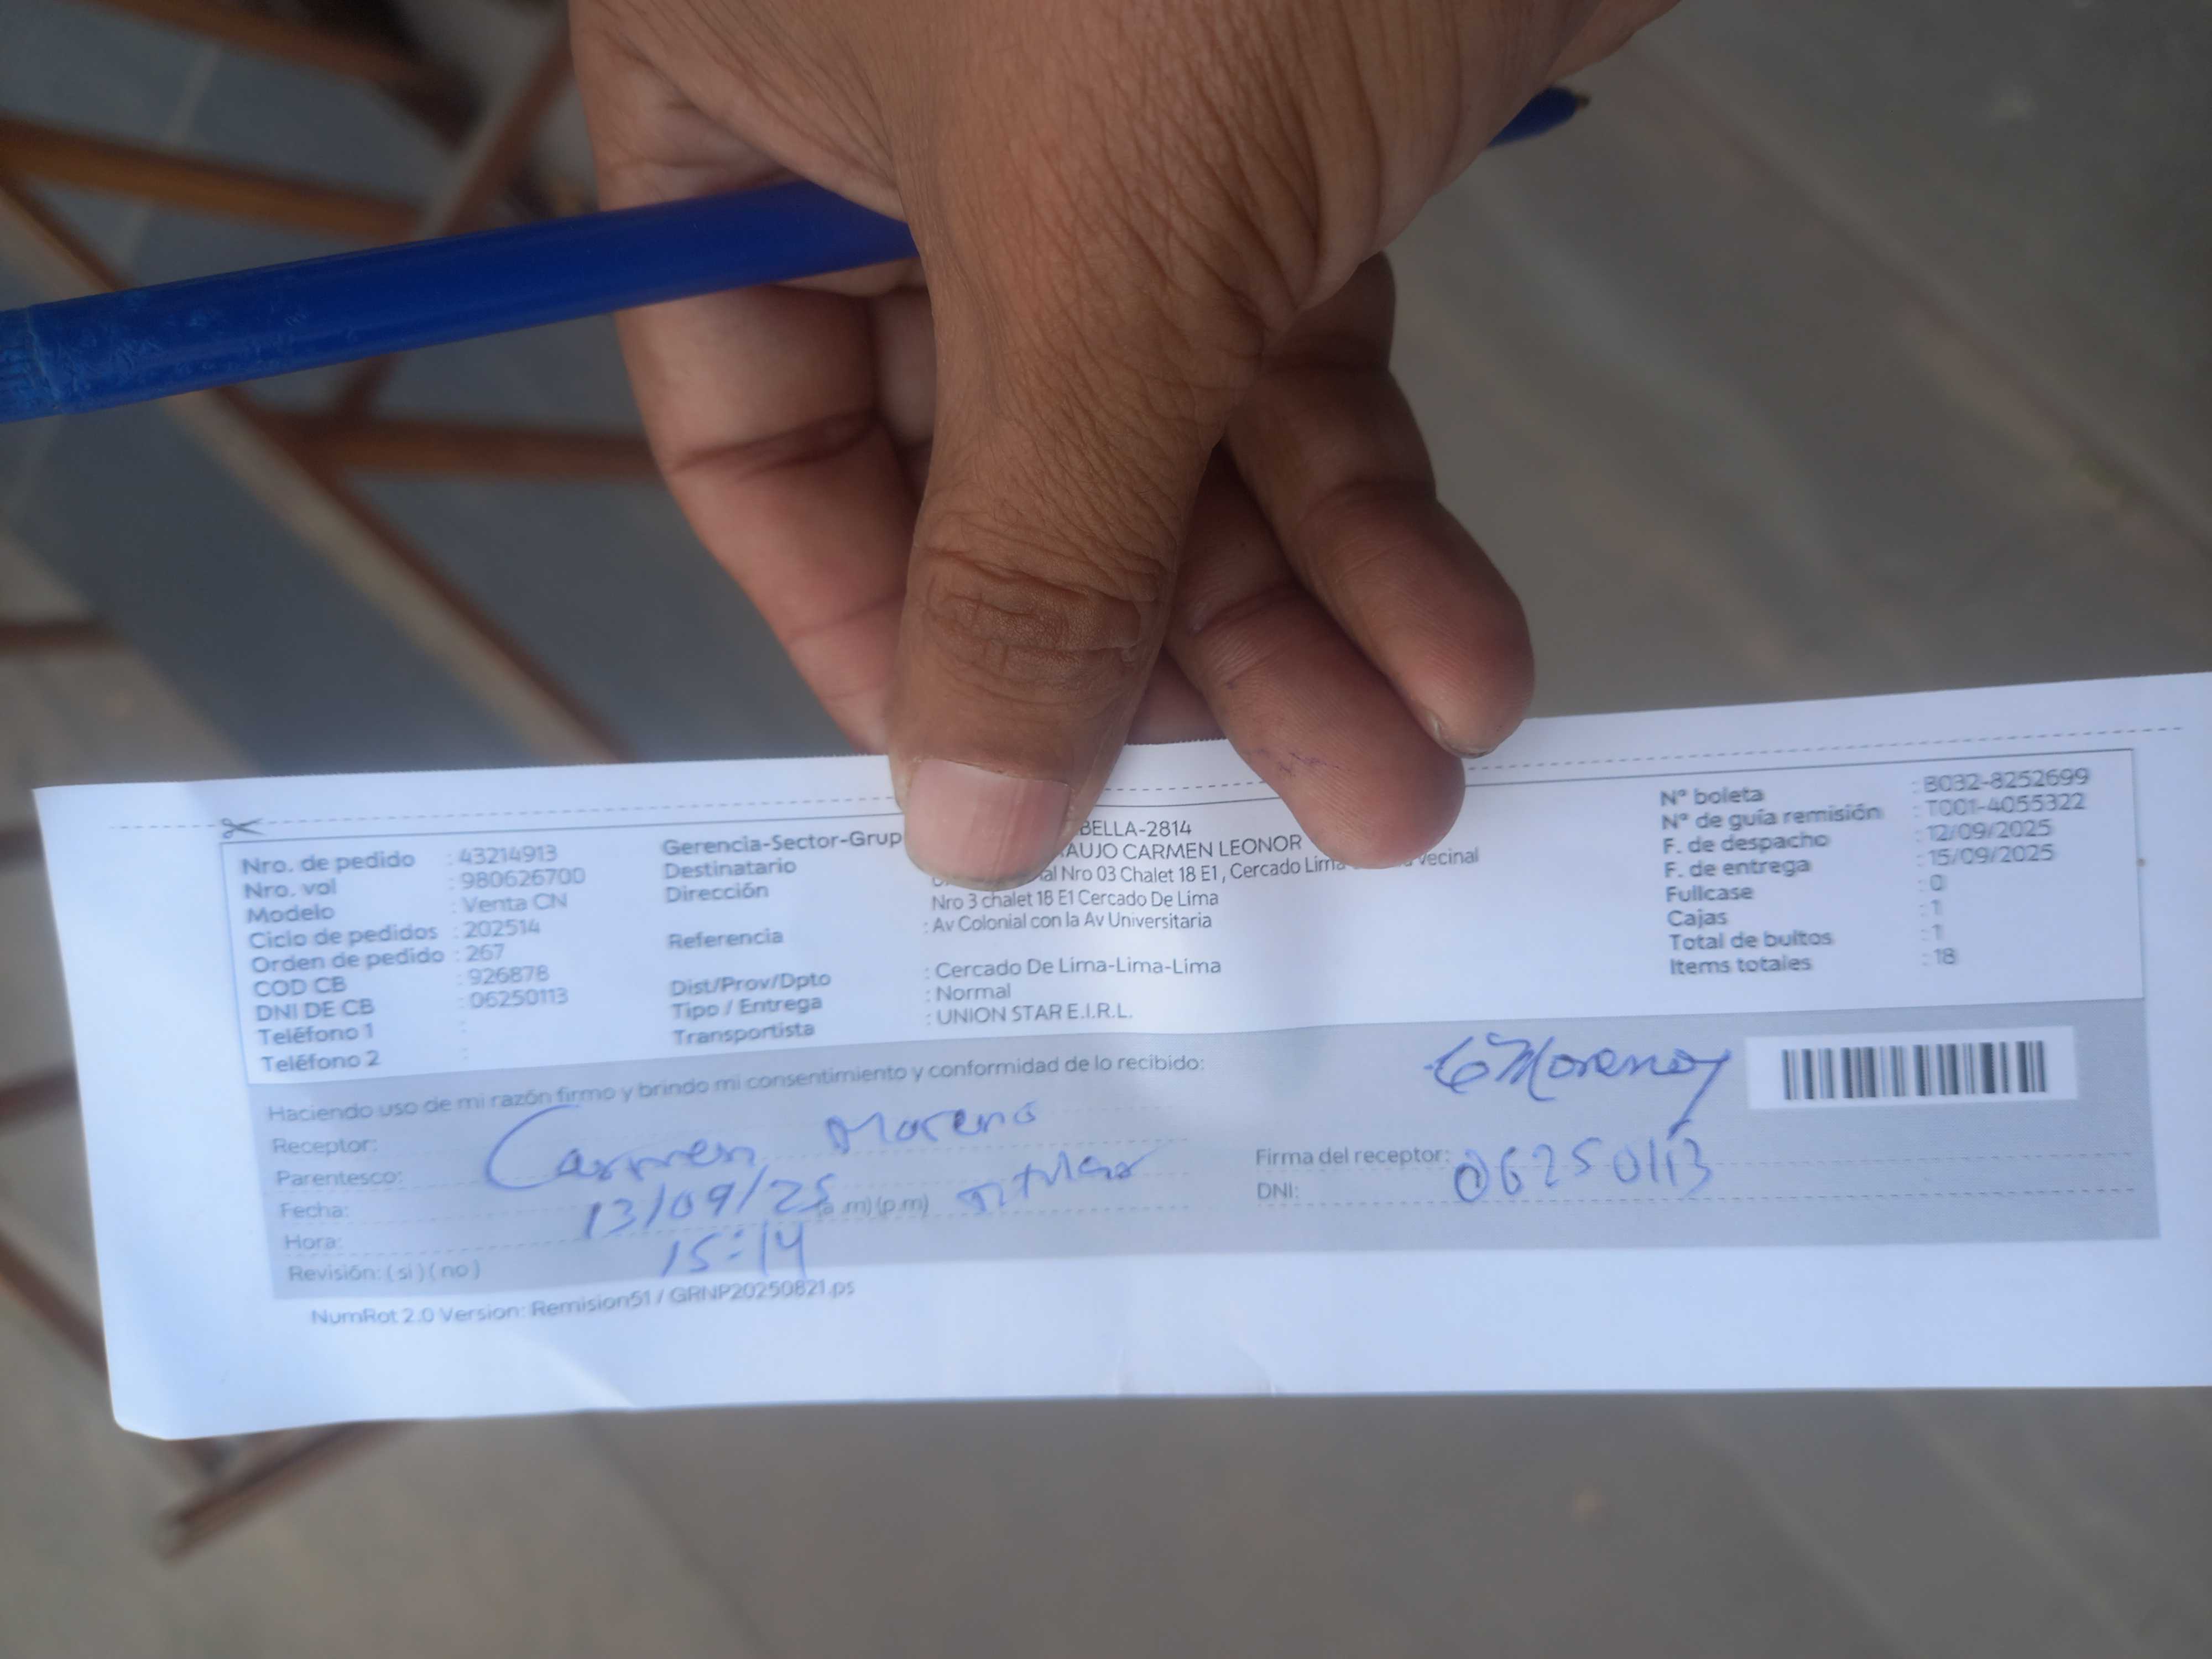 Nro. de pedido : 43214913
Nro. vol : 980626700
Modelo : Venta CN
Ciclo de pedidos : 202514
Orden de pedido : 267
COD CB : 926878
DNI DE CB : 06250113
Teléfono 1 :
Teléfono 2 :
Gerencia-Sector-Grup BELLA-2814
Destinatario AUJO CARMEN LEONOR
Dirección al Nro 03 Chalet 18 E1, Cercado Lima vecinal
Nro 3 chalet 18 E1 Cercado De Lima
Referencia : Av Colonial con la Av Universitaria
Dist/Prov/Dpto : Cercado De Lima-Lima-Lima
Tipo / Entrega : Normal
Transportista : UNION STAR E.I.R.L.
Nº boleta : B032-8252699
Nº de guía remisión : T001-4055322
F. de despacho : 12/09/2025
F. de entrega : 15/09/2025
Fullcase : 0
Cajas : 1
Total de bultos : 1
Items totales : 18
Haciendo uso de mi razón firmo y brindo mi consentimiento y conformidad de lo recibido:
Receptor: Carmen Moreno
Parentesco: titular
Fecha: 13/09/25 (a.m) (p.m)
Hora: 15:14
Revisión: ( si ) ( no )
Moreno
Firma del receptor:
DNI: 06250113
NumRot 2.0 Version: Remision51 / GRNP20250821.ps